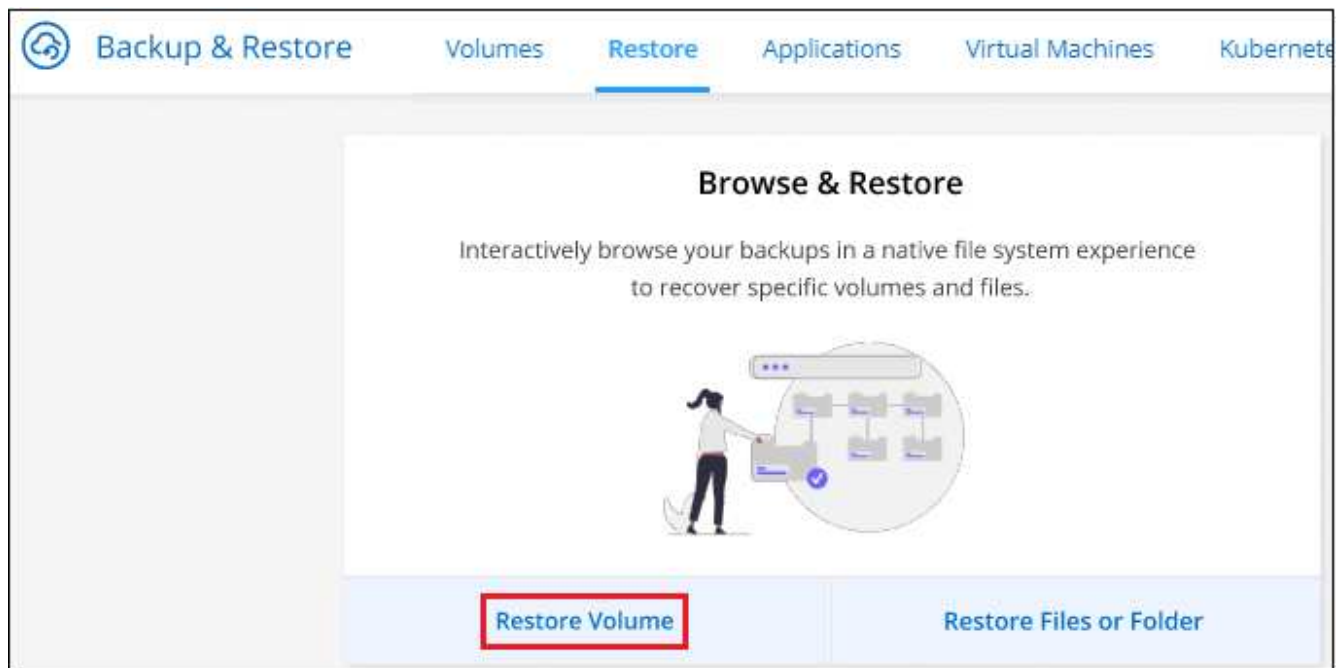 Backup & Restore Volumes Restore Applications Virtual Machines Kubernete
Browse & Restore
Interactively browse your backups in a native file system experience
to recover specific volumes and files.
Restore Volume Restore Files or Folder